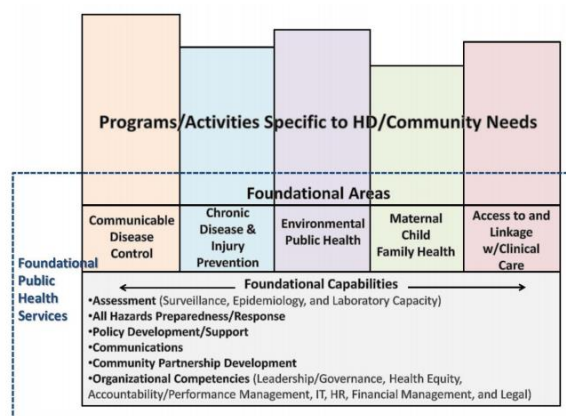 Programs/Activities Specific to HD/Community Needs
Foundational Areas
Communicable
Disease
Control
Chronic
Disease &
Injury
Prevention
Environmental
Public Health
Maternal
Child
Family Health
Access to and
Linkage
w/Clinical
Care
Foundational
Public
Health
Services
Foundational Capabilities
•Assessment (Surveillance, Epidemiology, and Laboratory Capacity)
•All Hazards Preparedness/Response
•Policy Development/Support
•Communications
•Community Partnership Development
•Organizational Competencies (Leadership/Governance, Health Equity,
Accountability/Performance Management, IT, HR, Financial Management, and Legal)